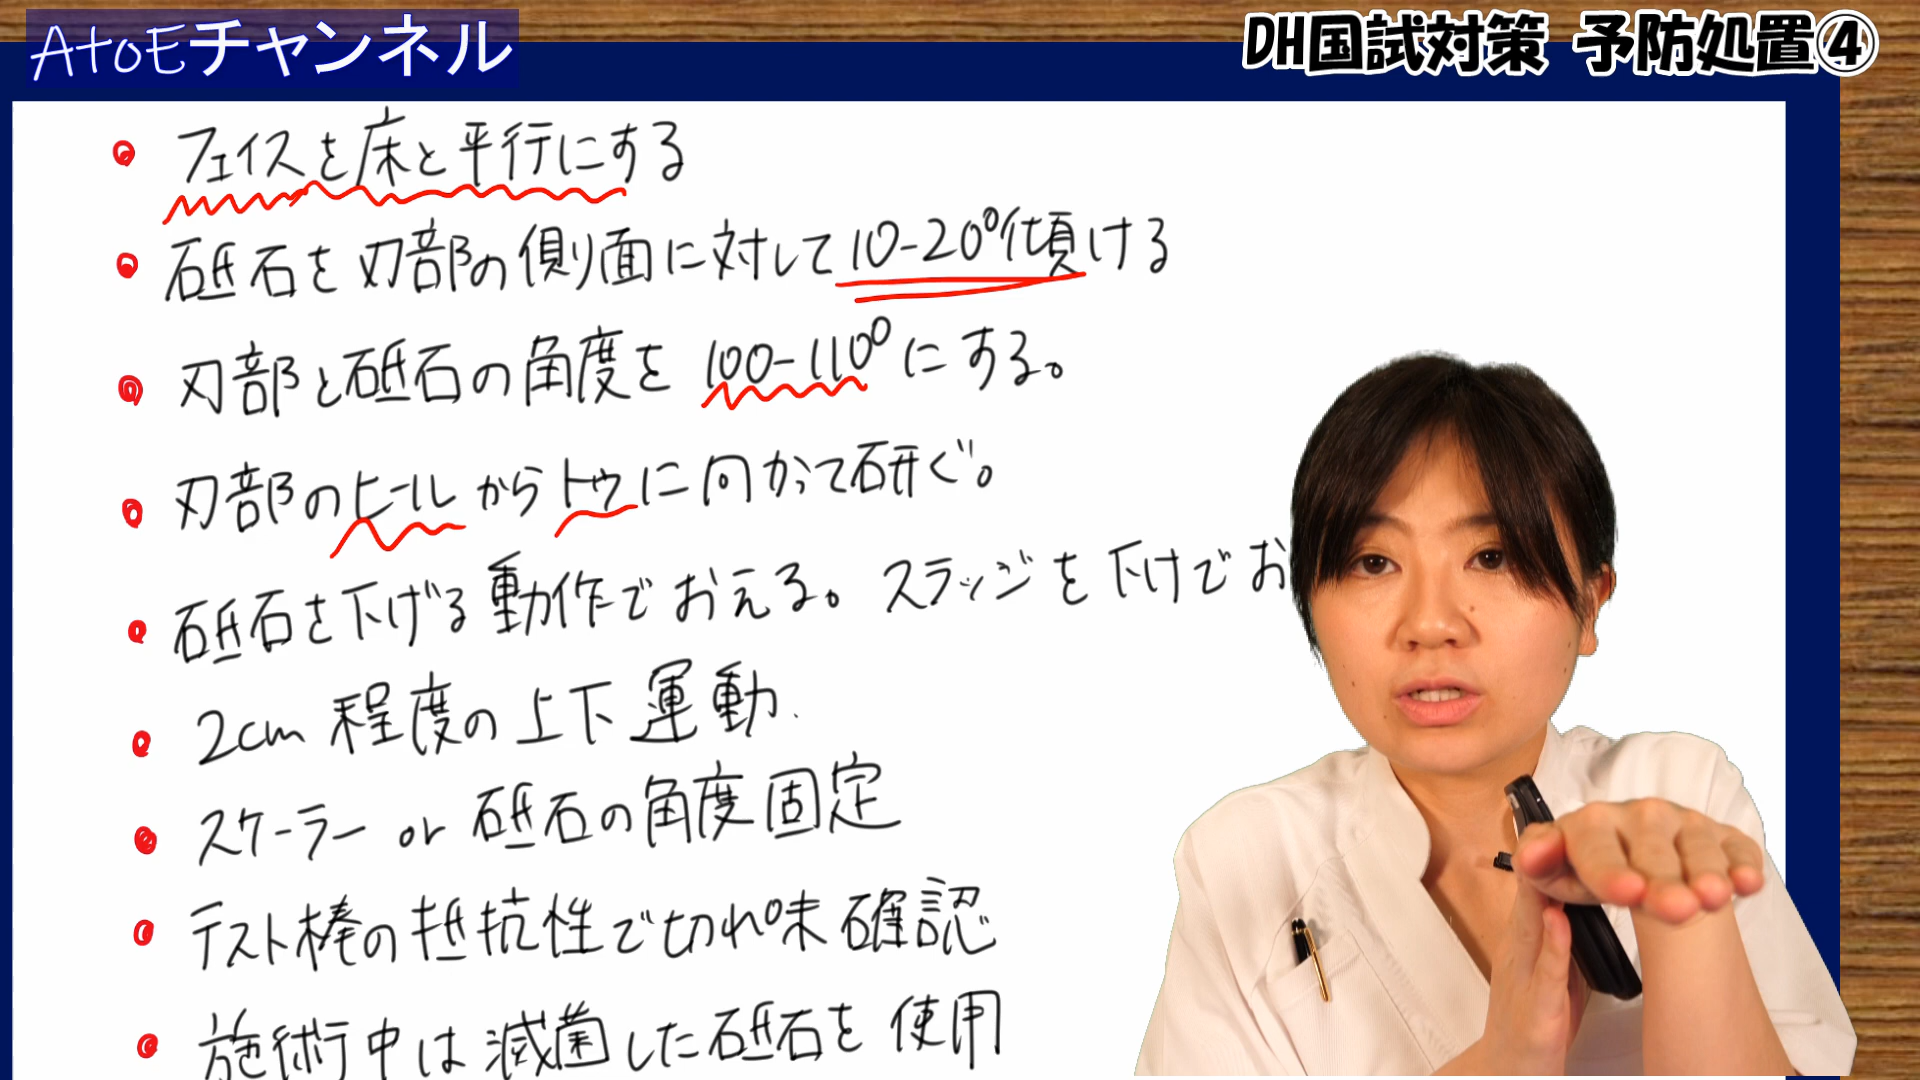 AtoEチャンネル
DH国試対策 予防処置④
フェイスを床と平行にする
砥石を刃部の側面に対して10-20°傾ける
刃部と砥石の角度を100-110°にする。
刃部のヒールからトゥに向かって研ぐ。
砥石を下げる動作でおえる。スラッジを下げでお
2cm程度の上下運動.
スケーラー or 砥石の角度固定
テスト棒の抵抗性で切れ味確認
施術中は滅菌した砥石を使用